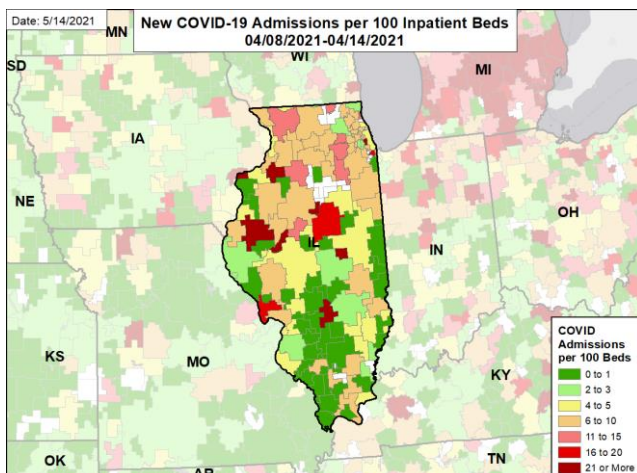 Date: 5/14/2021
New COVID-19 Admissions per 100 Inpatient Beds
04/08/2021-04/14/2021
MN
SD
WI
MI
IA
NE
IL
IN
OH
KS
MO
KY
OK
AR
TN
COVID
Admissions
per 100 Beds
0 to 1
2 to 3
4 to 5
6 to 10
11 to 15
16 to 20
21 or More